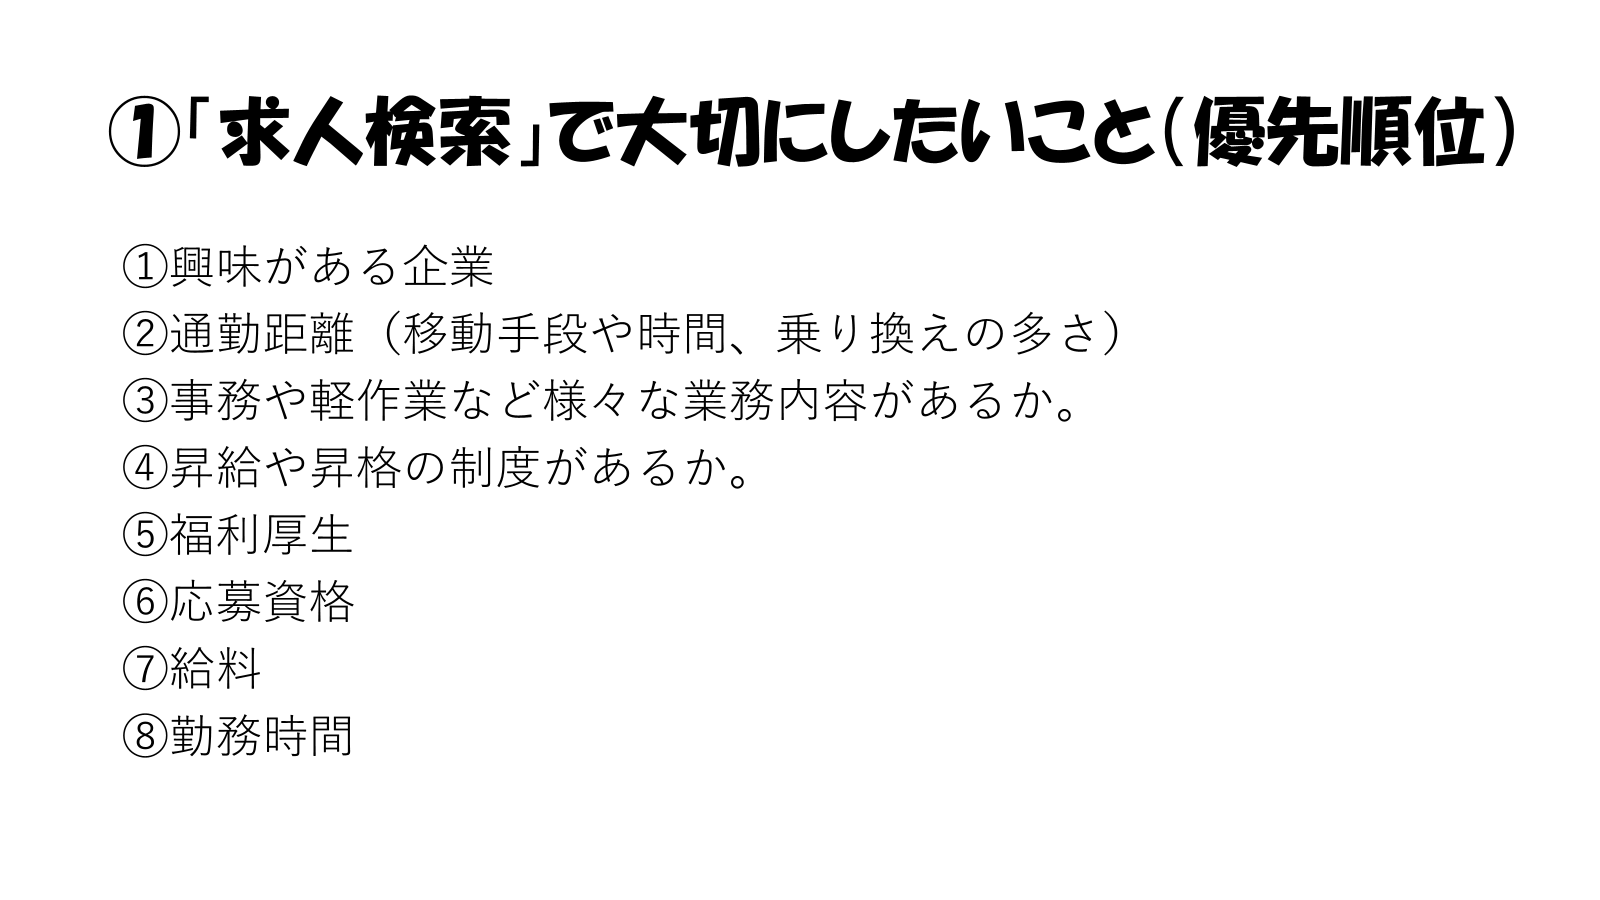 ①｢求人検索｣で大切にしたいこと(優先順位)
①興味がある企業
②通勤距離（移動手段や時間、乗り換えの多さ）
③事務や軽作業など様々な業務内容があるか。
④昇給や昇格の制度があるか。
⑤福利厚生
⑥応募資格
⑦給料
⑧勤務時間